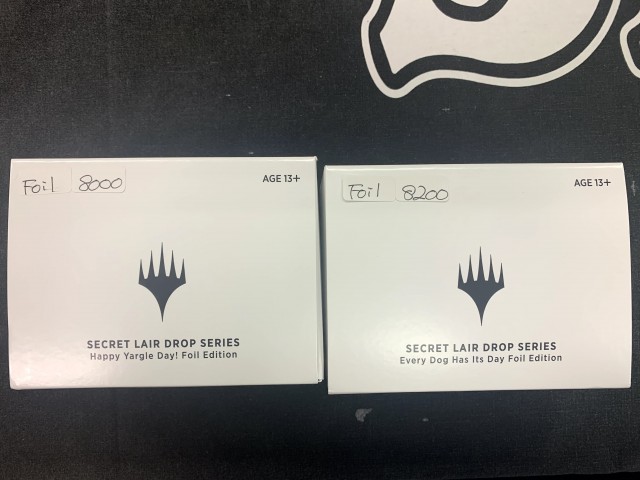 Foil 8000
AGE 13+
SECRET LAIR DROP SERIES
Happy Yargle Day! Foil Edition
Foil 8200
AGE 13+
SECRET LAIR DROP SERIES
Every Dog Has Its Day Foil Edition